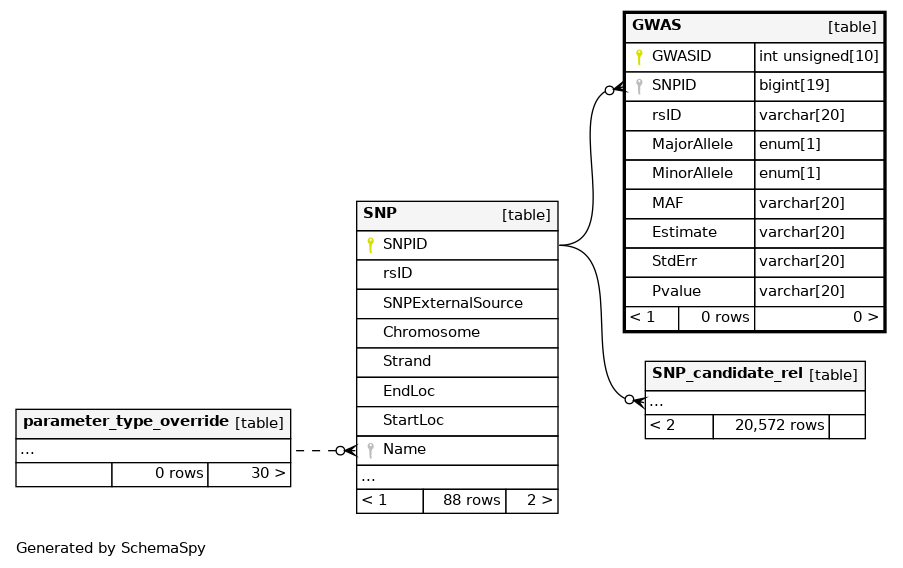 GWAS [table]
GWASID int unsigned[10]
SNPID bigint[19]
rsID varchar[20]
MajorAllele enum[1]
MinorAllele enum[1]
MAF varchar[20]
Estimate varchar[20]
StdErr varchar[20]
Pvalue varchar[20]
< 1 0 rows 0 >
SNP [table]
SNPID
rsID
SNPExternalSource
Chromosome
Strand
EndLoc
StartLoc
Name
...
< 1 88 rows 2 >
SNP_candidate_rel [table]
...
< 2 20,572 rows
parameter_type_override [table]
...
0 rows 30 >
Generated by SchemaSpy